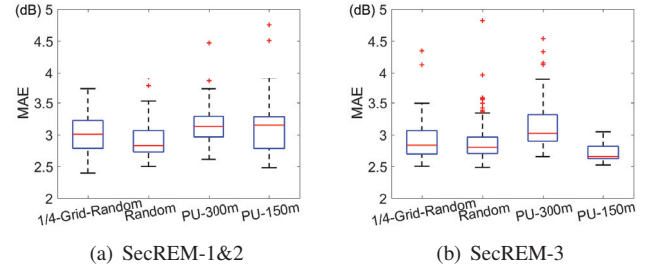 (dB) 5
4.5
4
3.5
3
2.5
2
MAE
1/4-Grid-Random Random PU-300m PU-150m
(a) SecREM-1&2
(dB) 5
4.5
4
3.5
3
2.5
2
MAE
1/4-Grid-Random Random PU-300m PU-150m
(b) SecREM-3